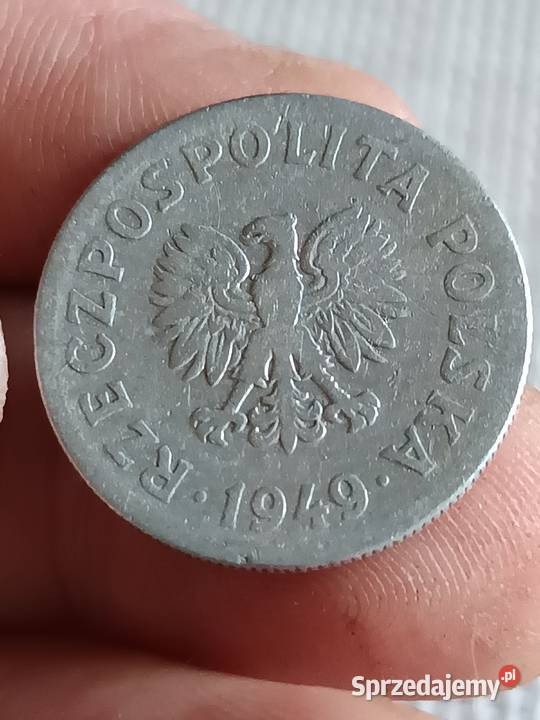 RZECZPOSPOLITA POLSKA
· 1949 ·
Sprzedajemy.pl